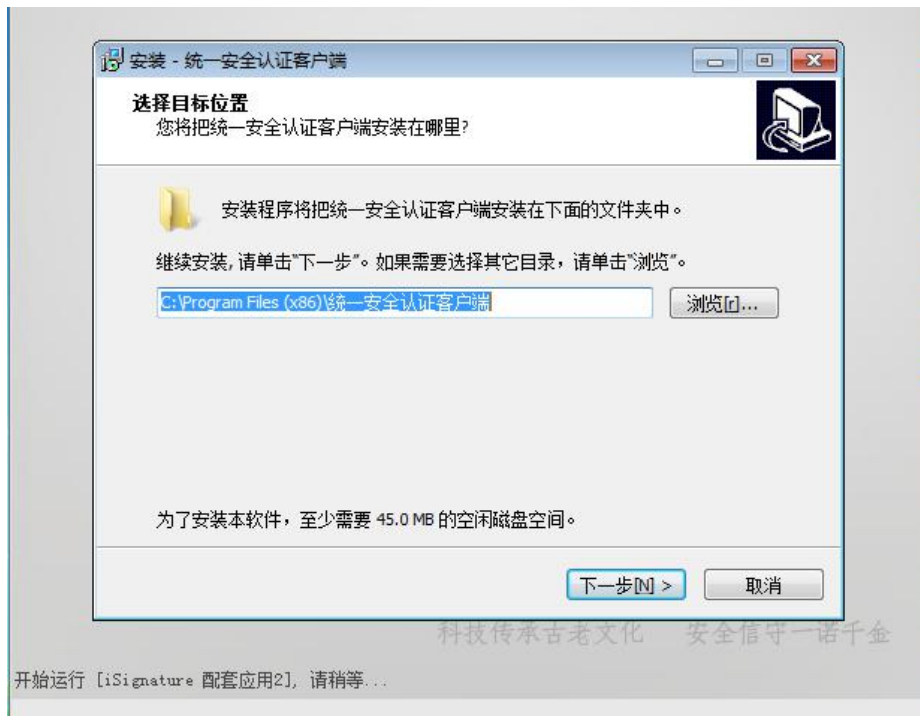 安装 - 统一安全认证客户端
选择目标位置
您将把统一安全认证客户端安装在哪里?
安装程序将把统一安全认证客户端安装在下面的文件夹中。
继续安装,请单击"下一步"。如果需要选择其它目录，请单击"浏览"。
C:\Program Files (x86)\统一安全认证客户端
浏览[r]...
为了安装本软件，至少需要 45.0 MB 的空闲磁盘空间。
下一步[N] >
取消
科技传承古老文化 安全信守一诺千金
开始运行 [iSignature 配套应用2], 请稍等...